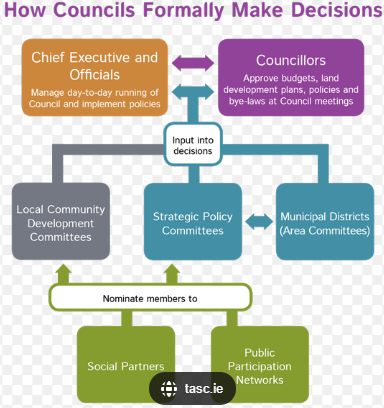 How Councils Formally Make Decisions
Chief Executive and
Officials
Manage day-to-day running of
Council and implement policies
Councillors
Approve budgets, land
development plans, policies and
bye-laws at Council meetings
Input into
decisions
Local Community
Development
Committees
Strategic Policy
Committees
Municipal Districts
(Area Committees)
Nominate members to
Social Partners
Public
Participation
Networks
tasc.ie